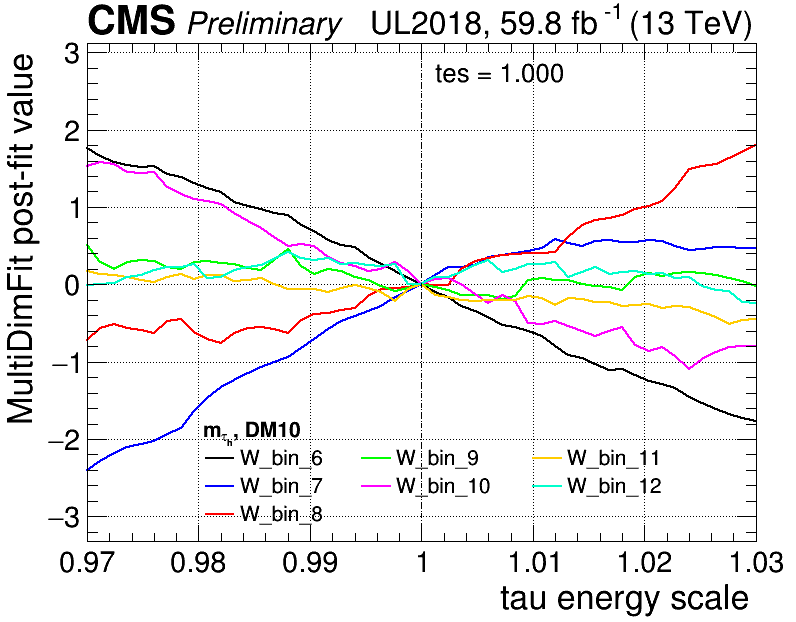 CMS Preliminary UL2018, 59.8 fb⁻¹ (13 TeV)
MultiDimFit post-fit value
3
2
1
0
−1
−2
−3
tes = 1.000
m_τₕ, DM10
W_bin_6 W_bin_9 W_bin_11
W_bin_7 W_bin_10 W_bin_12
W_bin_8
0.97 0.98 0.99 1 1.01 1.02 1.03
tau energy scale